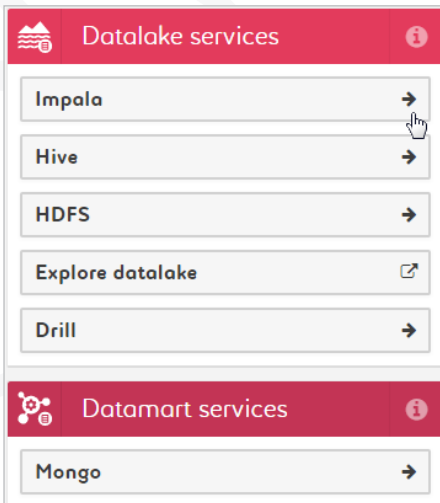 Datalake services
Impala
Hive
HDFS
Explore datalake
Drill
Datamart services
Mongo